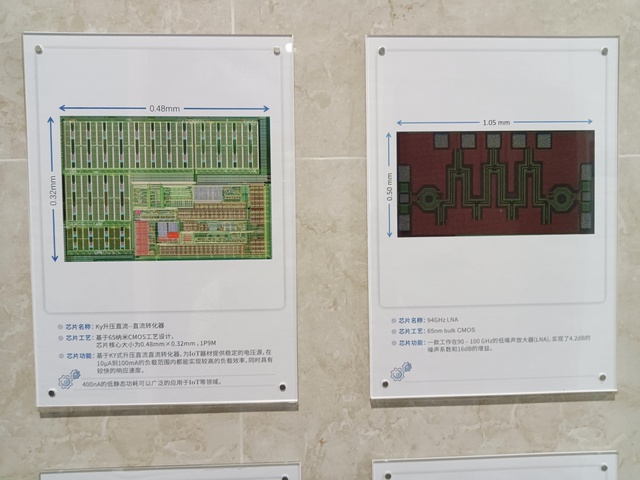 0.48mm
0.32mm
芯片名称：Ky升压直流-直流转化器
芯片工艺：基于65纳米CMOS工艺设计，
芯片核心大小为0.48mm×0.32mm，1P9M
芯片功能：基于KY式升压直流直流转化器，为IoT器材提供稳定的电压源，在
10μA到100mA的负载范围内都能实现较高的负载效率，同时具有
较快的响应速度。
400nA的低静态功耗可以广泛的应用于IoT等领域。
1.05 mm
0.50 mm
芯片名称：94GHz LNA
芯片工艺：65nm bulk CMOS
芯片功能：一款工作在90 - 100 GHz的低噪声放大器(LNA)，实现了4.2dB的
噪声系数和16dB的增益。